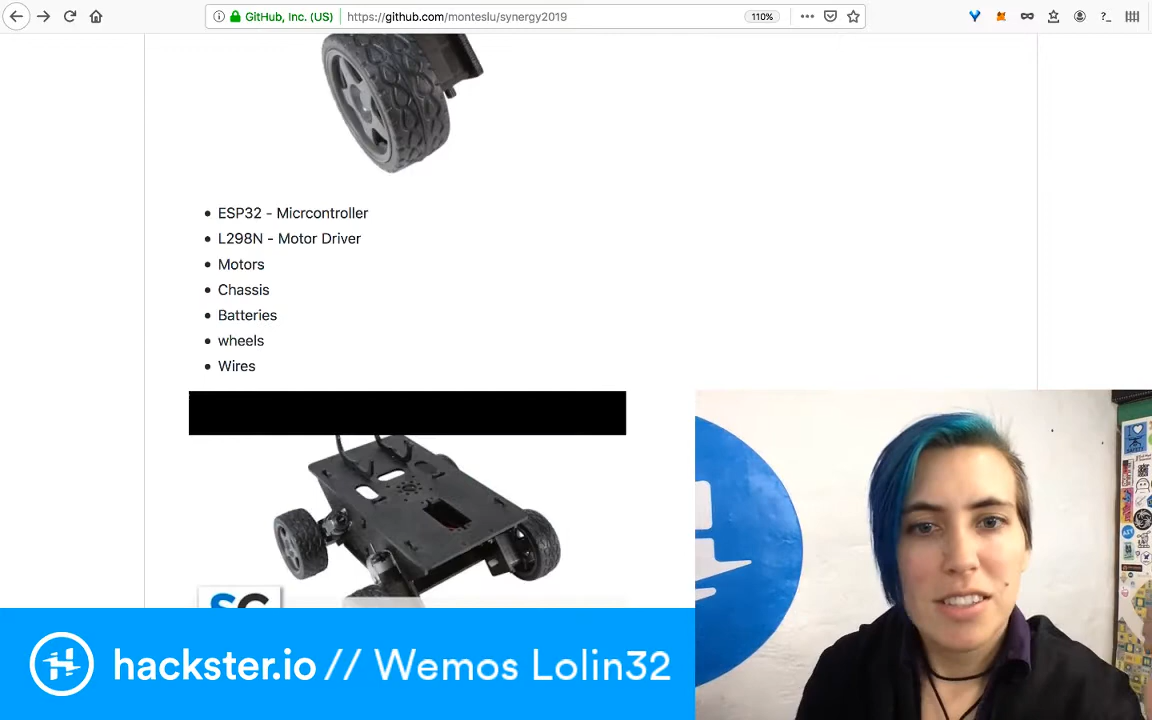 GitHub, Inc. (US)
https://github.com/monteslu/synergy2019
110%
ESP32 - Micrcontroller
L298N - Motor Driver
Motors
Chassis
Batteries
wheels
Wires
hackster.io // Wemos Lolin32